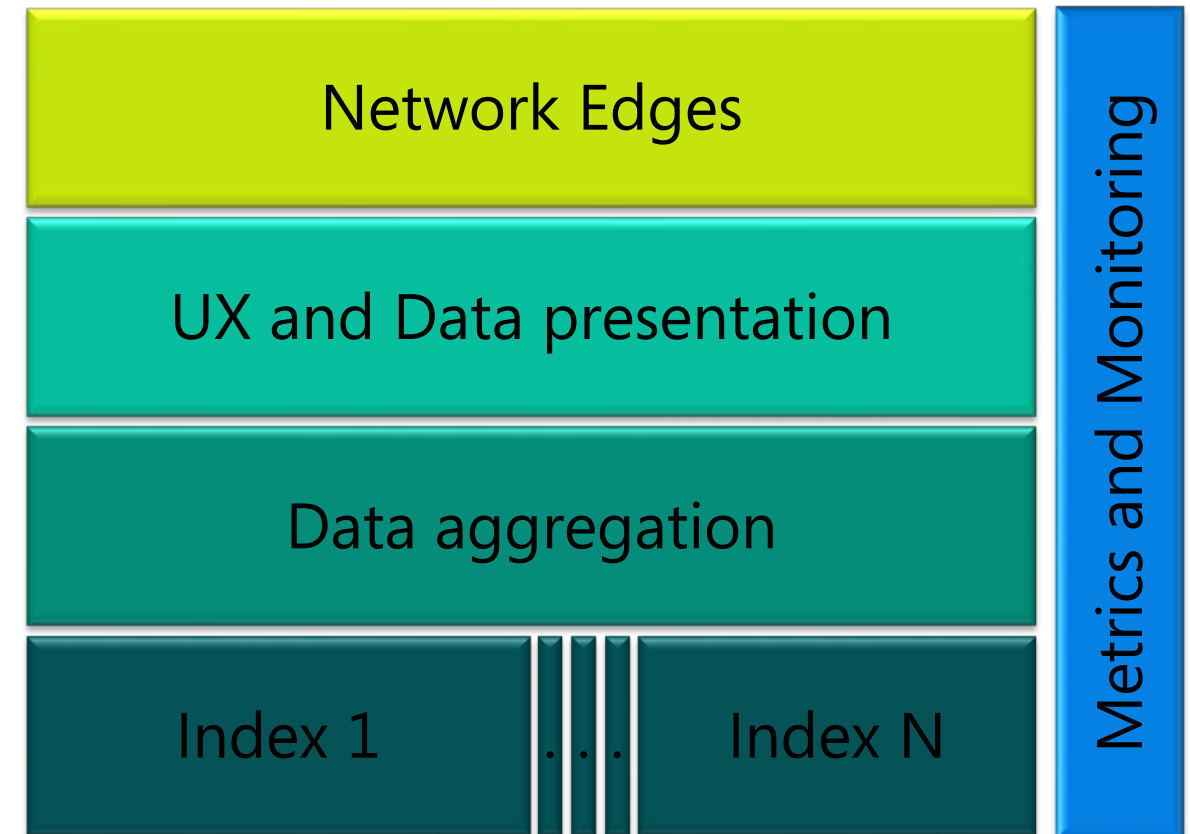 Network Edges
UX and Data presentation
Data aggregation
Index 1
. . .
Index N
Metrics and Monitoring